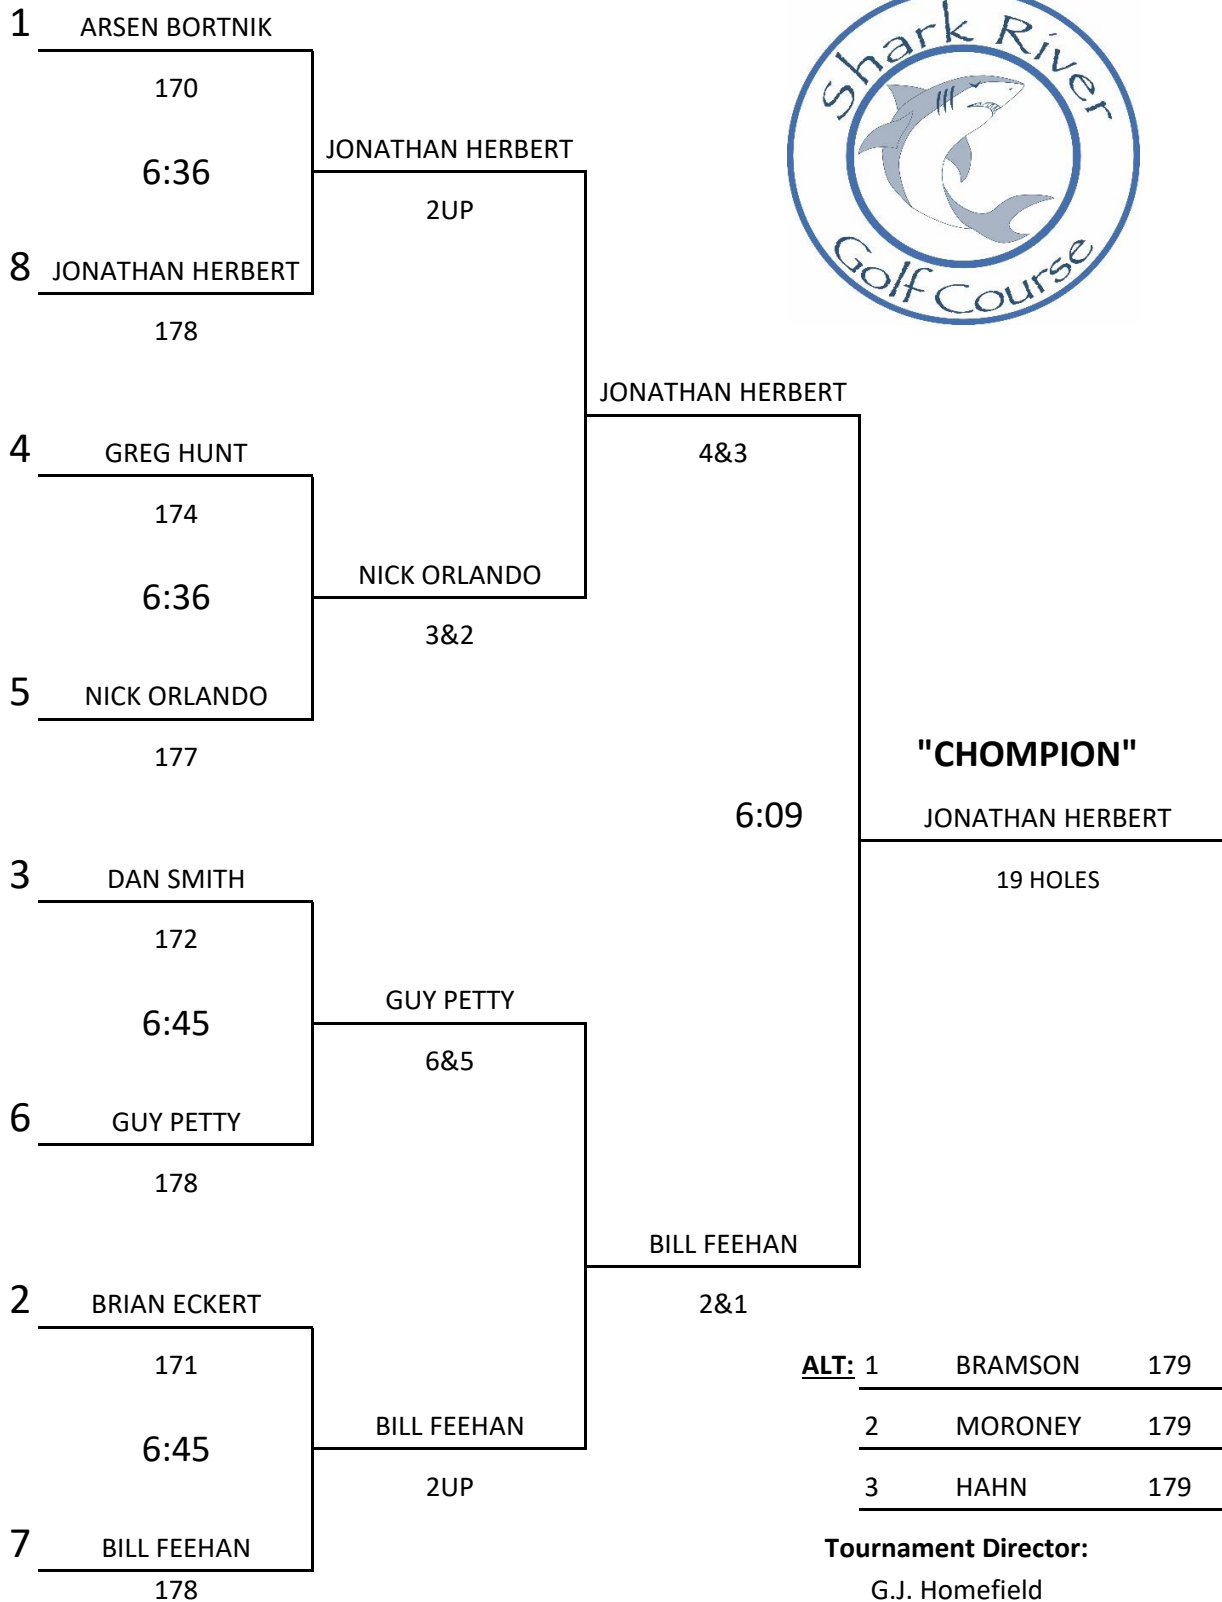 Shark River
Golf Course
1 ARSEN BORTNIK
170
6:36
8 JONATHAN HERBERT
178
JONATHAN HERBERT
2UP
4 GREG HUNT
174
6:36
5 NICK ORLANDO
177
NICK ORLANDO
3&2
JONATHAN HERBERT
4&3
3 DAN SMITH
172
6:45
6 GUY PETTY
178
GUY PETTY
6&5
2 BRIAN ECKERT
171
6:45
7 BILL FEEHAN
178
BILL FEEHAN
2UP
BILL FEEHAN
2&1
6:09
"CHOMPION"
JONATHAN HERBERT
19 HOLES
ALT: 1 BRAMSON 179
2 MORONEY 179
3 HAHN 179
Tournament Director:
G.J. Homefield